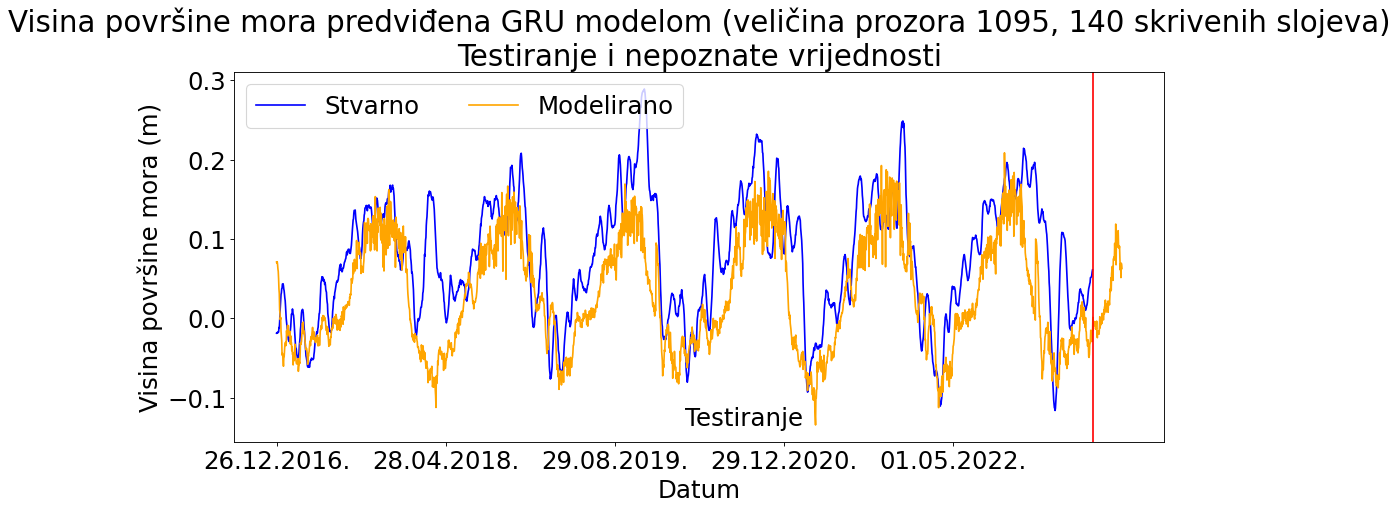 Visina površine mora predviđena GRU modelom (veličina prozora 1095, 140 skrivenih slojeva)
Testiranje i nepoznate vrijednosti
Stvarno Modelirano
Visina površine mora (m)
0.3
0.2
0.1
0.0
−0.1
Testiranje
26.12.2016. 28.04.2018. 29.08.2019. 29.12.2020. 01.05.2022.
Datum